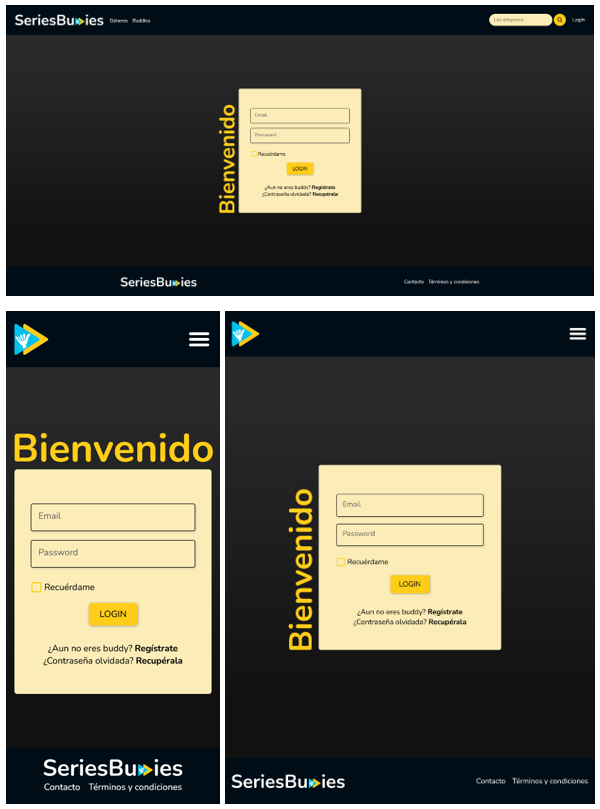 SeriesBuddies Géneros Buddies Los simpsons Login
Bienvenido
Email
Password
Recuérdame
LOGIN
¿Aun no eres buddy? Regístrate
¿Contraseña olvidada? Recupérala
SeriesBuddies Contacto Términos y condiciones
Bienvenido
Email
Password
Recuérdame
LOGIN
¿Aun no eres buddy? Regístrate
¿Contraseña olvidada? Recupérala
SeriesBuddies
Contacto Términos y condiciones
Bienvenido
Email
Password
Recuérdame
LOGIN
¿Aun no eres buddy? Regístrate
¿Contraseña olvidada? Recupérala
SeriesBuddies Contacto Términos y condiciones